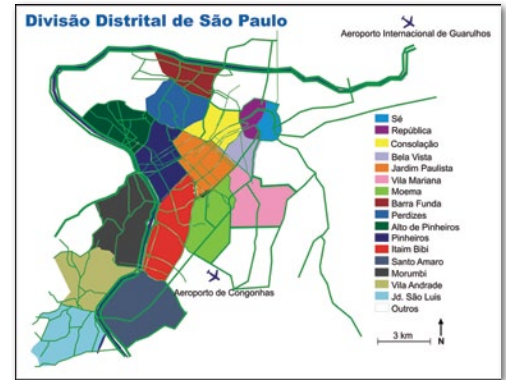 Divisão Distrital de São Paulo
Aeroporto Internacional de Guarulhos
Sé
República
Consolação
Bela Vista
Jardim Paulista
Vila Mariana
Moema
Barra Funda
Perdizes
Alto de Pinheiros
Pinheiros
Itaim Bibi
Santo Amaro
Morumbi
Vila Andrade
Jd. São Luis
Outros
Aeroporto de Congonhas
3 km
N